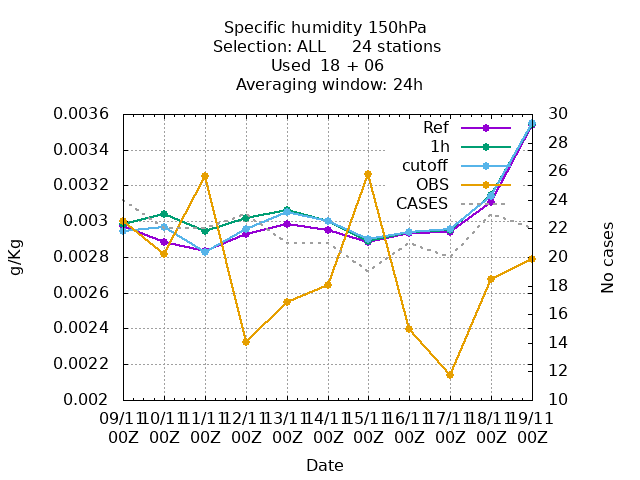 Specific humidity 150hPa
Selection: ALL 24 stations
Used 18 + 06
Averaging window: 24h
0.0036
0.0034
0.0032
0.003
0.0028
0.0026
0.0024
0.0022
0.002
g/Kg
Ref
1h
cutoff
OBS
CASES
30
28
26
24
22
20
18
16
14
12
10
No cases
09/11 10/11 11/11 12/11 13/11 14/11 15/11 16/11 17/11 18/11 19/11
00Z 00Z 00Z 00Z 00Z 00Z 00Z 00Z 00Z 00Z 00Z
Date